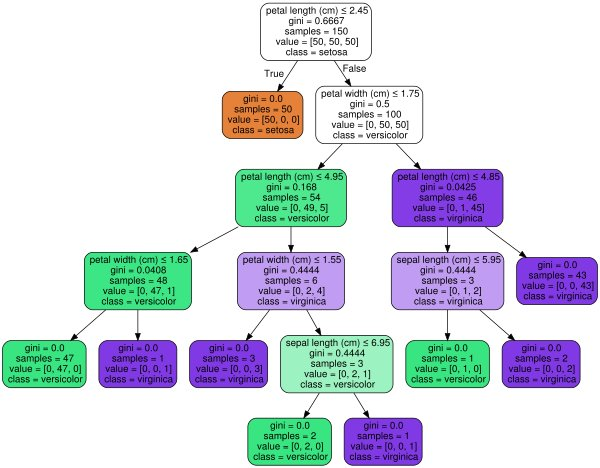 petal length (cm) ≤ 2.45
gini = 0.6667
samples = 150
value = [50, 50, 50]
class = setosa
True
False
gini = 0.0
samples = 50
value = [50, 0, 0]
class = setosa
petal width (cm) ≤ 1.75
gini = 0.5
samples = 100
value = [0, 50, 50]
class = versicolor
petal length (cm) ≤ 4.95
gini = 0.168
samples = 54
value = [0, 49, 5]
class = versicolor
petal length (cm) ≤ 4.85
gini = 0.0425
samples = 46
value = [0, 1, 45]
class = virginica
petal width (cm) ≤ 1.65
gini = 0.0408
samples = 48
value = [0, 47, 1]
class = versicolor
petal width (cm) ≤ 1.55
gini = 0.4444
samples = 6
value = [0, 2, 4]
class = virginica
sepal length (cm) ≤ 5.95
gini = 0.4444
samples = 3
value = [0, 1, 2]
class = virginica
gini = 0.0
samples = 43
value = [0, 0, 43]
class = virginica
gini = 0.0
samples = 47
value = [0, 47, 0]
class = versicolor
gini = 0.0
samples = 1
value = [0, 0, 1]
class = virginica
gini = 0.0
samples = 3
value = [0, 0, 3]
class = virginica
sepal length (cm) ≤ 6.95
gini = 0.4444
samples = 3
value = [0, 2, 1]
class = versicolor
gini = 0.0
samples = 1
value = [0, 1, 0]
class = versicolor
gini = 0.0
samples = 2
value = [0, 0, 2]
class = virginica
gini = 0.0
samples = 2
value = [0, 2, 0]
class = versicolor
gini = 0.0
samples = 1
value = [0, 0, 1]
class = virginica